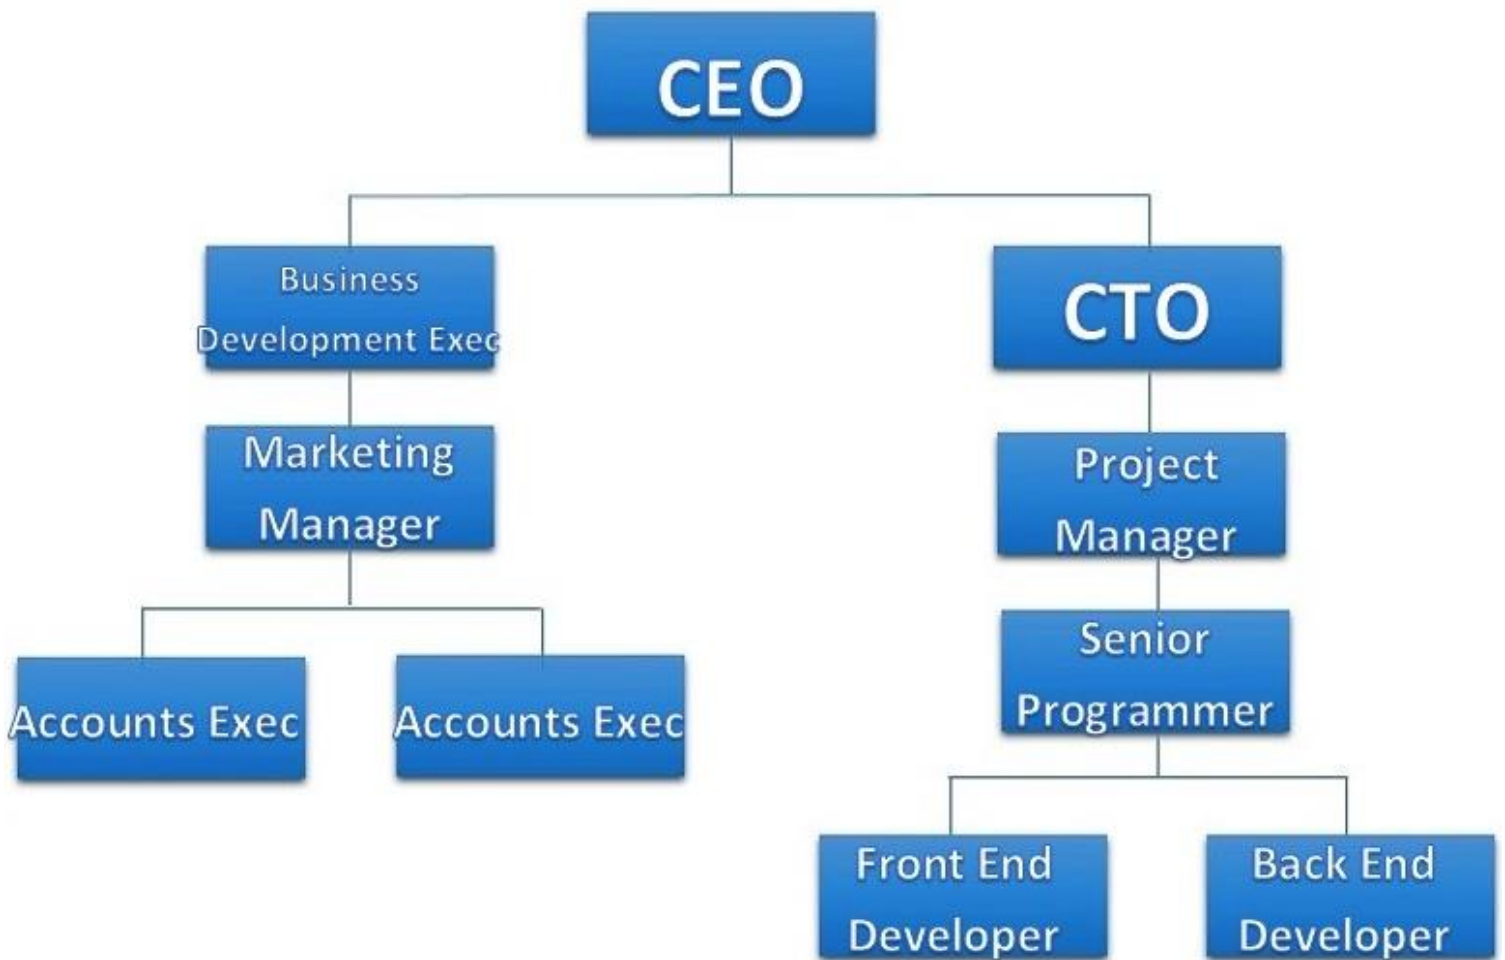 CEO
Business
Development Exec
CTO
Marketing
Manager
Project
Manager
Accounts Exec
Accounts Exec
Senior
Programmer
Front End
Developer
Back End
Developer